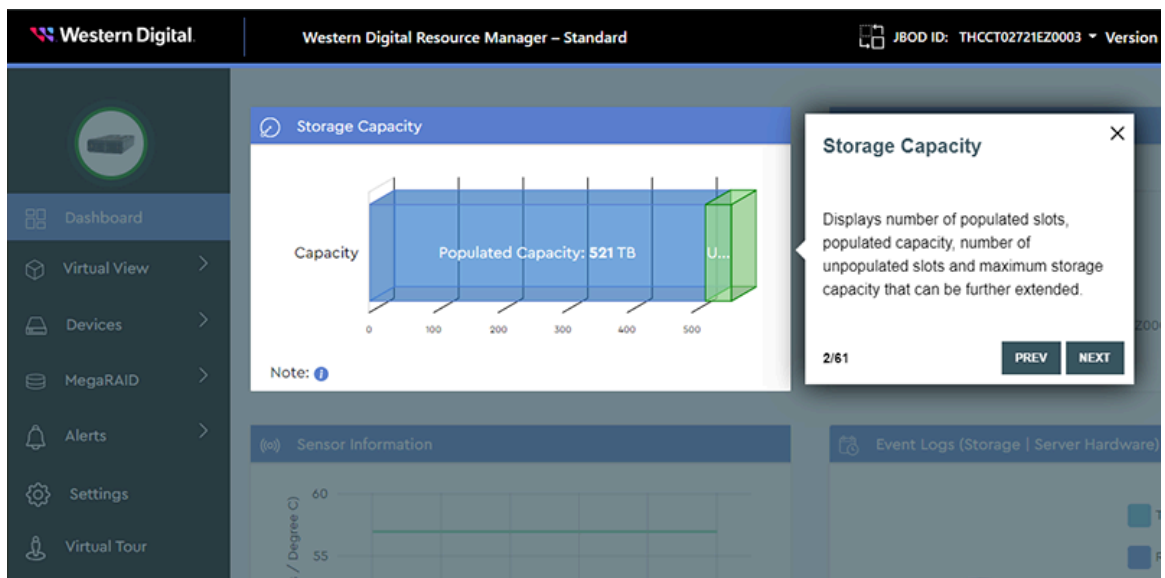 Western Digital.
Western Digital Resource Manager – Standard
JBOD ID: THCCT02721EZ0003
Version
Dashboard
Virtual View
Devices
MegaRAID
Alerts
Settings
Virtual Tour
Storage Capacity
Capacity
Populated Capacity: 521 TB
U...
0 100 200 300 400 500
Note:
Storage Capacity
Displays number of populated slots,
populated capacity, number of
unpopulated slots and maximum storage
capacity that can be further extended.
2/61
PREV
NEXT
Sensor Information
60
55
/ Degree C)
Event Logs (Storage | Server Hardware)